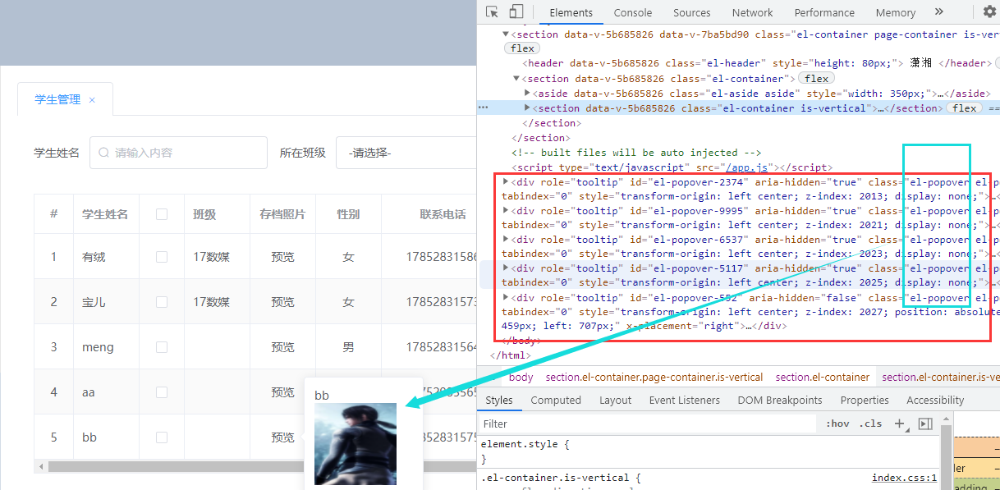 学生管理 ×
学生姓名 请输入内容 所在班级 -请选择-
# 学生姓名 班级 存档照片 性别 联系电话
1 有绒 17数媒 预览 女 1785283158
2 宝儿 17数媒 预览 女 1785283157
3 meng 预览 男 1785283156
4 aa 预览
5 bb 预览
bb
Elements Console Sources Network Performance Memory »
▼<section data-v-5b685826 data-v-7ba5bd90 class="el-container page-container is-ver
flex
<header data-v-5b685826 class="el-header" style="height: 80px;"> 潇湘 </header>
▼<section data-v-5b685826 class="el-container"> flex
▶<aside data-v-5b685826 class="el-aside aside" style="width: 350px;">…</aside>
… ▶<section data-v-5b685826 class="el-container is-vertical">…</section> flex ==
</section>
</section>
<!-- built files will be auto injected -->
<script type="text/javascript" src="/app.js"></script>
▶<div role="tooltip" id="el-popover-2374" aria-hidden="true" class="el-popover el-p
tabindex="0" style="transform-origin: left center; z-index: 2013; display: none;">…<
▶<div role="tooltip" id="el-popover-9995" aria-hidden="true" class="el-popover el-p
tabindex="0" style="transform-origin: left center; z-index: 2021; display: none;">…<
▶<div role="tooltip" id="el-popover-6537" aria-hidden="true" class="el-popover el-p
tabindex="0" style="transform-origin: left center; z-index: 2023; display: none;">…<
▶<div role="tooltip" id="el-popover-5117" aria-hidden="true" class="el-popover el-p
tabindex="0" style="transform-origin: left center; z-index: 2025; display: none;">…<
▶<div role="tooltip" id="el-popover-552" aria-hidden="false" class="el-popover el-
tabindex="0" style="transform-origin: left center; z-index: 2027; position: absolute
459px; left: 707px;" x-placement="right">…</div>
</body>
</html>
body section.el-container.page-container.is-vertical section.el-container section.el-container.is-ve
Styles Computed Layout Event Listeners DOM Breakpoints Properties Accessibility
Filter :hov .cls +
element.style {
}
.el-container.is-vertical { index.css:1